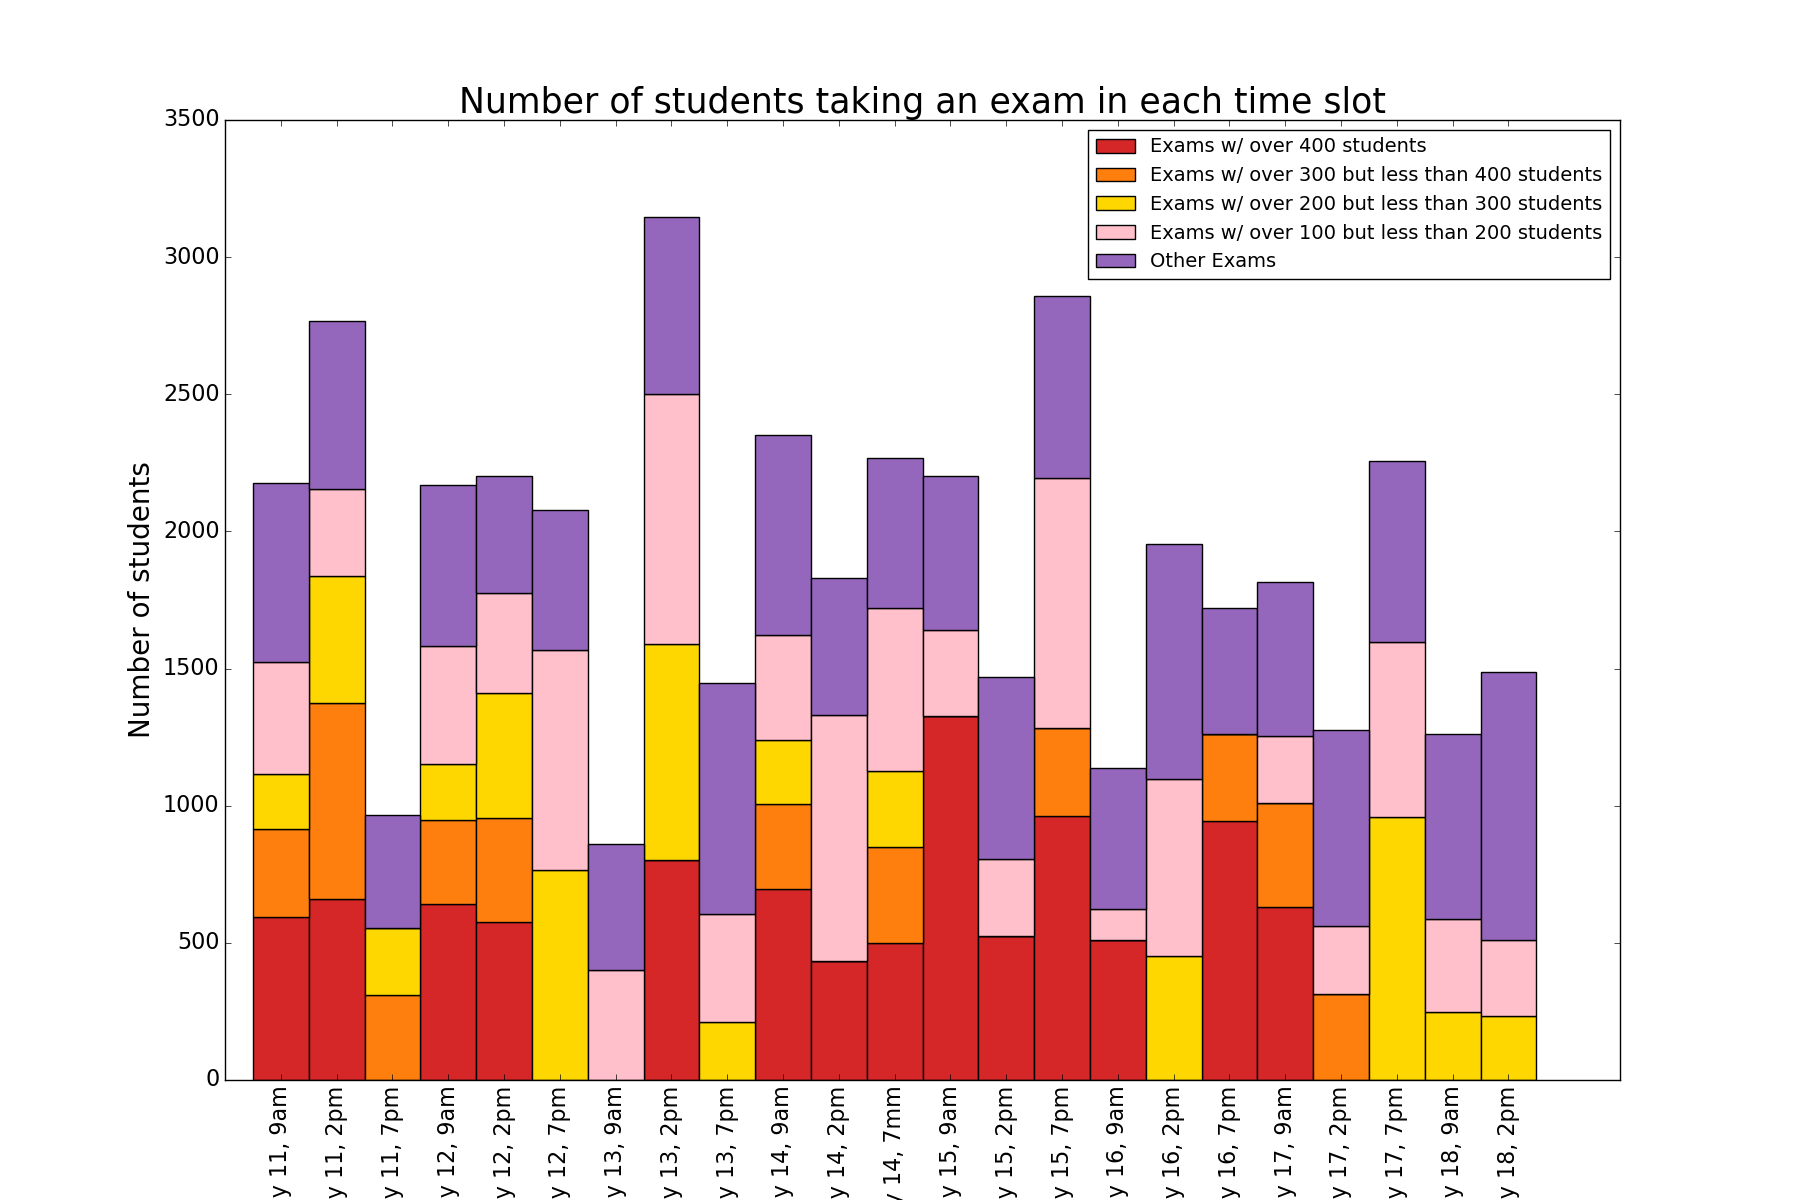 Number of students taking an exam in each time slot
Exams w/ over 400 students
Exams w/ over 300 but less than 400 students
Exams w/ over 200 but less than 300 students
Exams w/ over 100 but less than 200 students
Other Exams
Number of students
3500
3000
2500
2000
1500
1000
500
0
y 11, 9am
y 11, 2pm
y 11, 7pm
y 12, 9am
y 12, 2pm
y 12, 7pm
y 13, 9am
y 13, 2pm
y 13, 7pm
y 14, 9am
y 14, 2pm
y 14, 7mm
y 15, 9am
y 15, 2pm
y 15, 7pm
y 16, 9am
y 16, 2pm
y 16, 7pm
y 17, 9am
y 17, 2pm
y 17, 7pm
y 18, 9am
y 18, 2pm